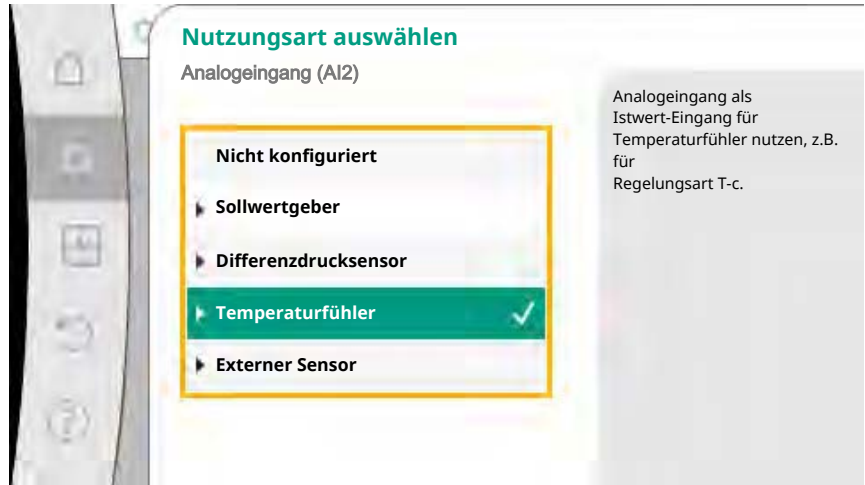 Nutzungsart auswählen
Analogeingang (AI2)
Nicht konfiguriert
Sollwertgeber
Differenzdrucksensor
Temperaturfühler
Externer Sensor
Analogeingang als
Istwert-Eingang für
Temperaturfühler nutzen, z.B.
für
Regelungsart T-c.